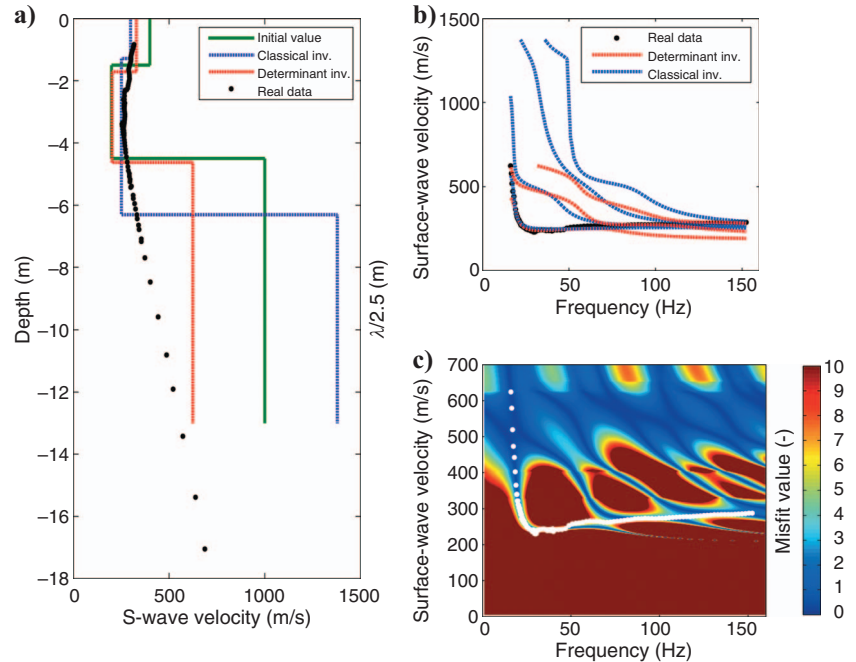 a)
0
−2
−4
−6
−8
−10
−12
−14
−16
−18
Depth (m)
λ/2.5 (m)
Initial value
Classical inv.
Determinant inv.
Real data
0
500
1000
1500
S-wave velocity (m/s)
b)
1500
1000
500
0
Surface-wave velocity (m/s)
Real data
Determinant inv.
Classical inv.
0
50
100
150
Frequency (Hz)
c)
700
600
500
400
300
200
100
0
Surface-wave velocity (m/s)
0
50
100
150
Frequency (Hz)
Misfit value (-)
10
9
8
7
6
5
4
3
2
1
0